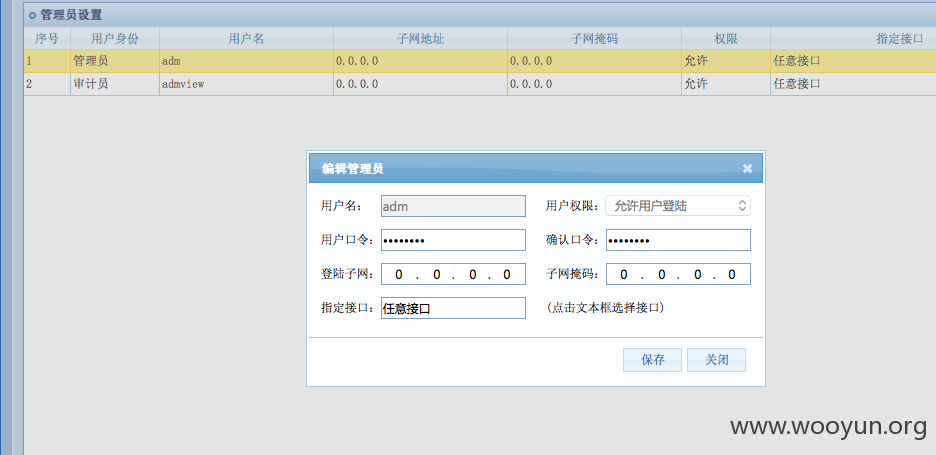 管理员设置
序号 用户身份 用户名 子网地址 子网掩码 权限 指定接口
1 管理员 adm 0.0.0.0 0.0.0.0 允许 任意接口
2 审计员 admview 0.0.0.0 0.0.0.0 允许 任意接口
编辑管理员
用户名： adm 用户权限： 允许用户登陆
用户口令： •••••••• 确认口令： ••••••••
登陆子网： 0 . 0 . 0 . 0 子网掩码： 0 . 0 . 0 . 0
指定接口： 任意接口 (点击文本框选择接口)
保存 关闭
www.wooyun.org